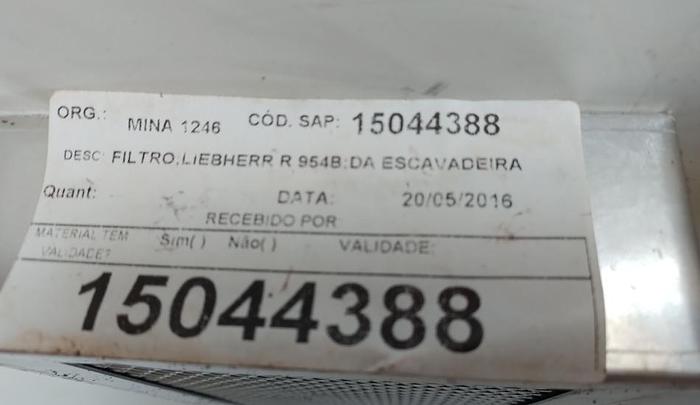 ORG.: MINA 1246 CÓD. SAP: 15044388
DESC: FILTRO;LIEBHERR R 954B;DA ESCAVADEIRA
Quant: DATA: 20/05/2016
RECEBIDO POR
MATERIAL TEM VALIDADE? Sim( ) Não( ) VALIDADE:
15044388